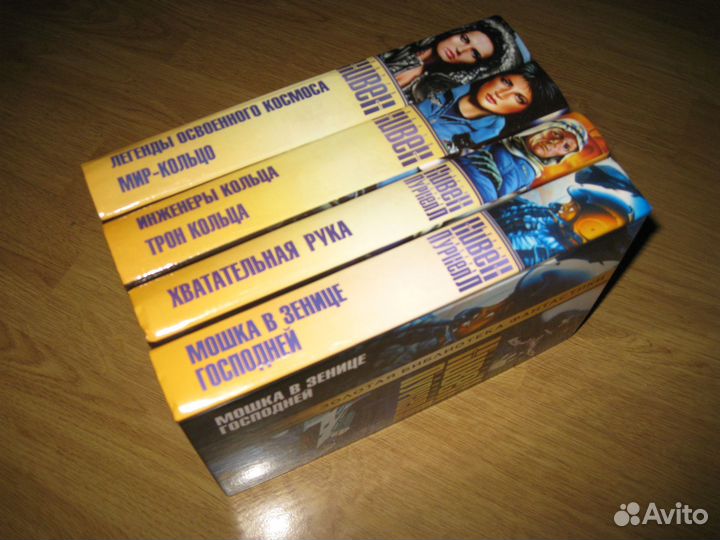 ЛЕГЕНДЫ ОСВОЕННОГО КОСМОСА
МИР-КОЛЬЦО
НИВЕН
ИНЖЕНЕРЫ КОЛЬЦА
ТРОН КОЛЬЦА
НИВЕН
ХВАТАТЕЛЬНАЯ РУКА
НИВЕН
ПУРНЕЛЛ
МОШКА В ЗЕНИЦЕ
ГОСПОДНЕЙ
НИВЕН
ПУРНЕЛЛ
ЗОЛОТАЯ БИБЛИОТЕКА ФАНТАСТИКИ
МОШКА В ЗЕНИЦЕ
ГОСПОДНЕЙ
Avito